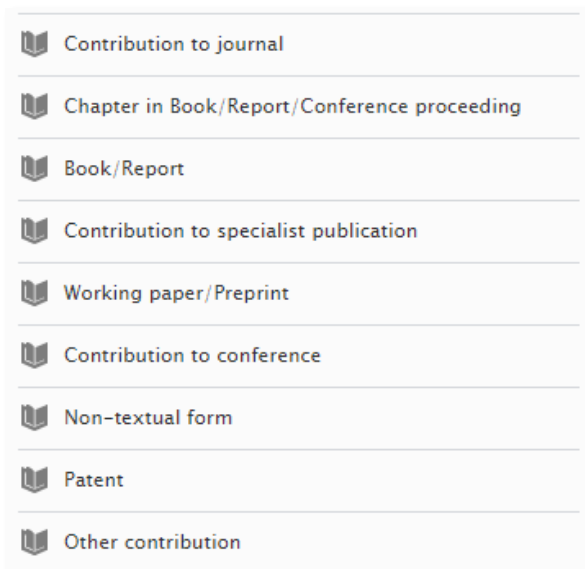 Contribution to journal
Chapter in Book/Report/Conference proceeding
Book/Report
Contribution to specialist publication
Working paper/Preprint
Contribution to conference
Non-textual form
Patent
Other contribution